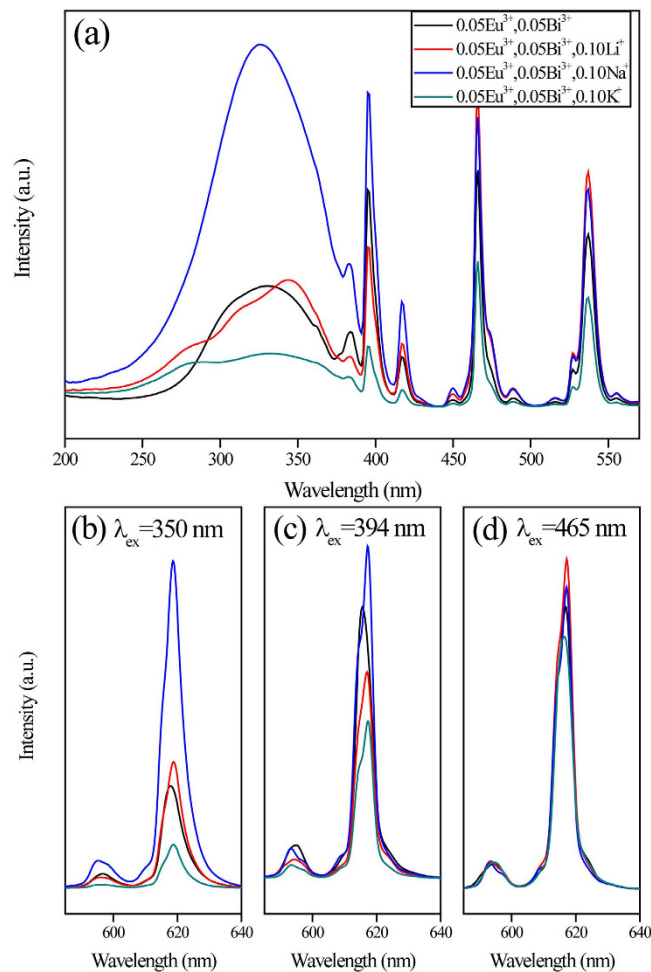 (a)
0.05Eu³⁺,0.05Bi³⁺
0.05Eu³⁺,0.05Bi³⁺,0.10Li⁺
0.05Eu³⁺,0.05Bi³⁺,0.10Na⁺
0.05Eu³⁺,0.05Bi³⁺,0.10K⁺
Intensity (a.u.)
200 250 300 350 400 450 500 550
Wavelength (nm)
(b) λex=350 nm
(c) λex=394 nm
(d) λex=465 nm
Intensity (a.u.)
600 620 640
600 620 640
600 620 640
Wavelength (nm)
Wavelength (nm)
Wavelength (nm)